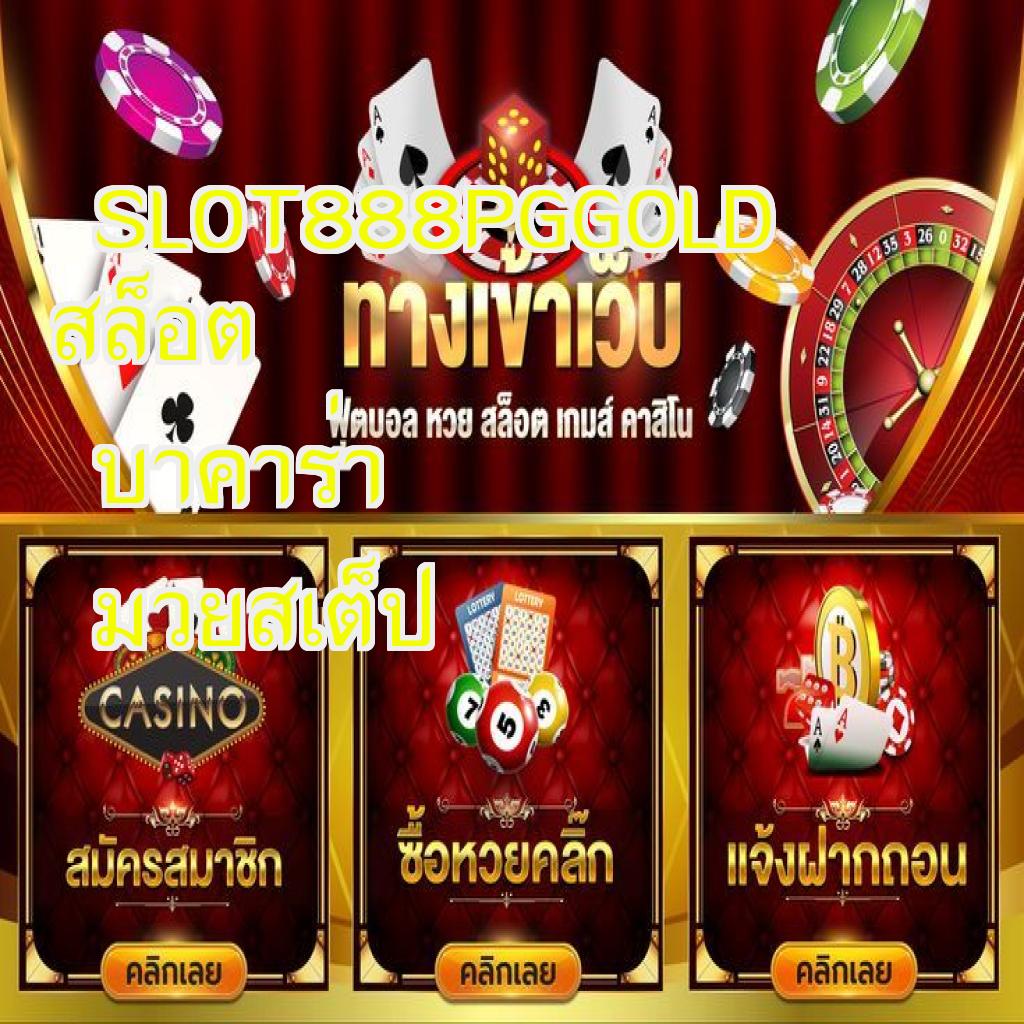 SLOT888PGGOLD
ทางเข้าเว็บ
สล็อต
ฟุตบอล หวย สล็อต เกมส์ คาสิโน
บาคาร่า
มวยสเต็ป
LOTTERY
LOTTERY
CASINO
สมัครสมาชิก
ซื้อหวยคลิ๊ก
แจ้งฝากถอน
คลิกเลย
คลิกเลย
คลิกเลย